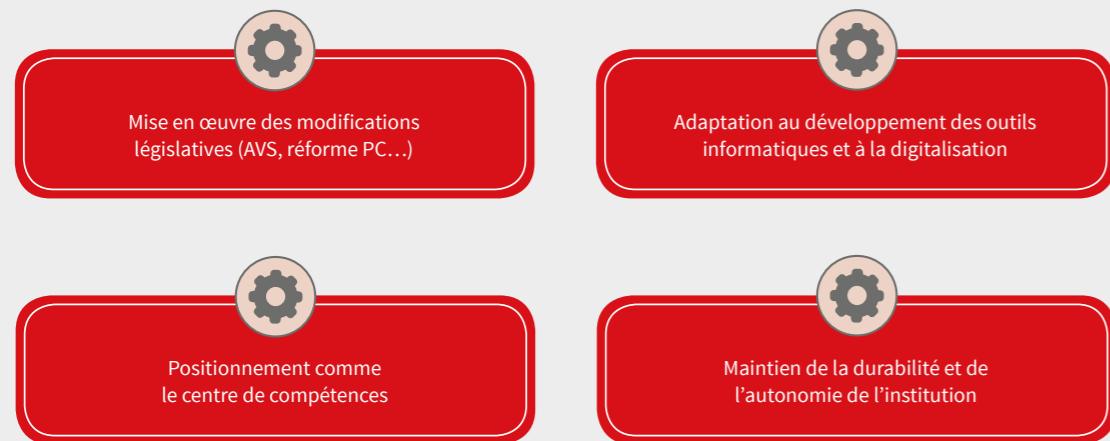 Mise en œuvre des modifications
législatives (AVS, réforme PC…)
Adaptation au développement des outils
informatiques et à la digitalisation
Positionnement comme
le centre de compétences
Maintien de la durabilité et de
l’autonomie de l’institution